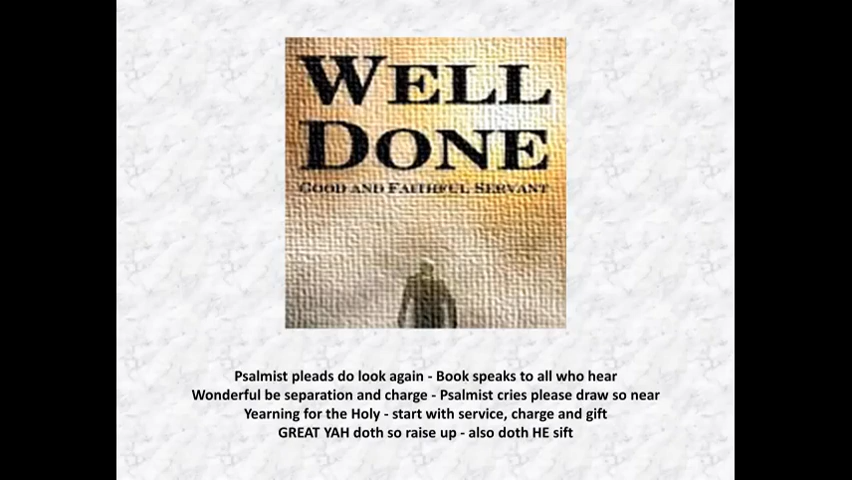 WELL
DONE
GOOD AND FAITHFUL SERVANT
Psalmist pleads do look again - Book speaks to all who hear
Wonderful be separation and charge - Psalmist cries please draw so near
Yearning for the Holy - start with service, charge and gift
GREAT YAH doth so raise up - also doth HE sift